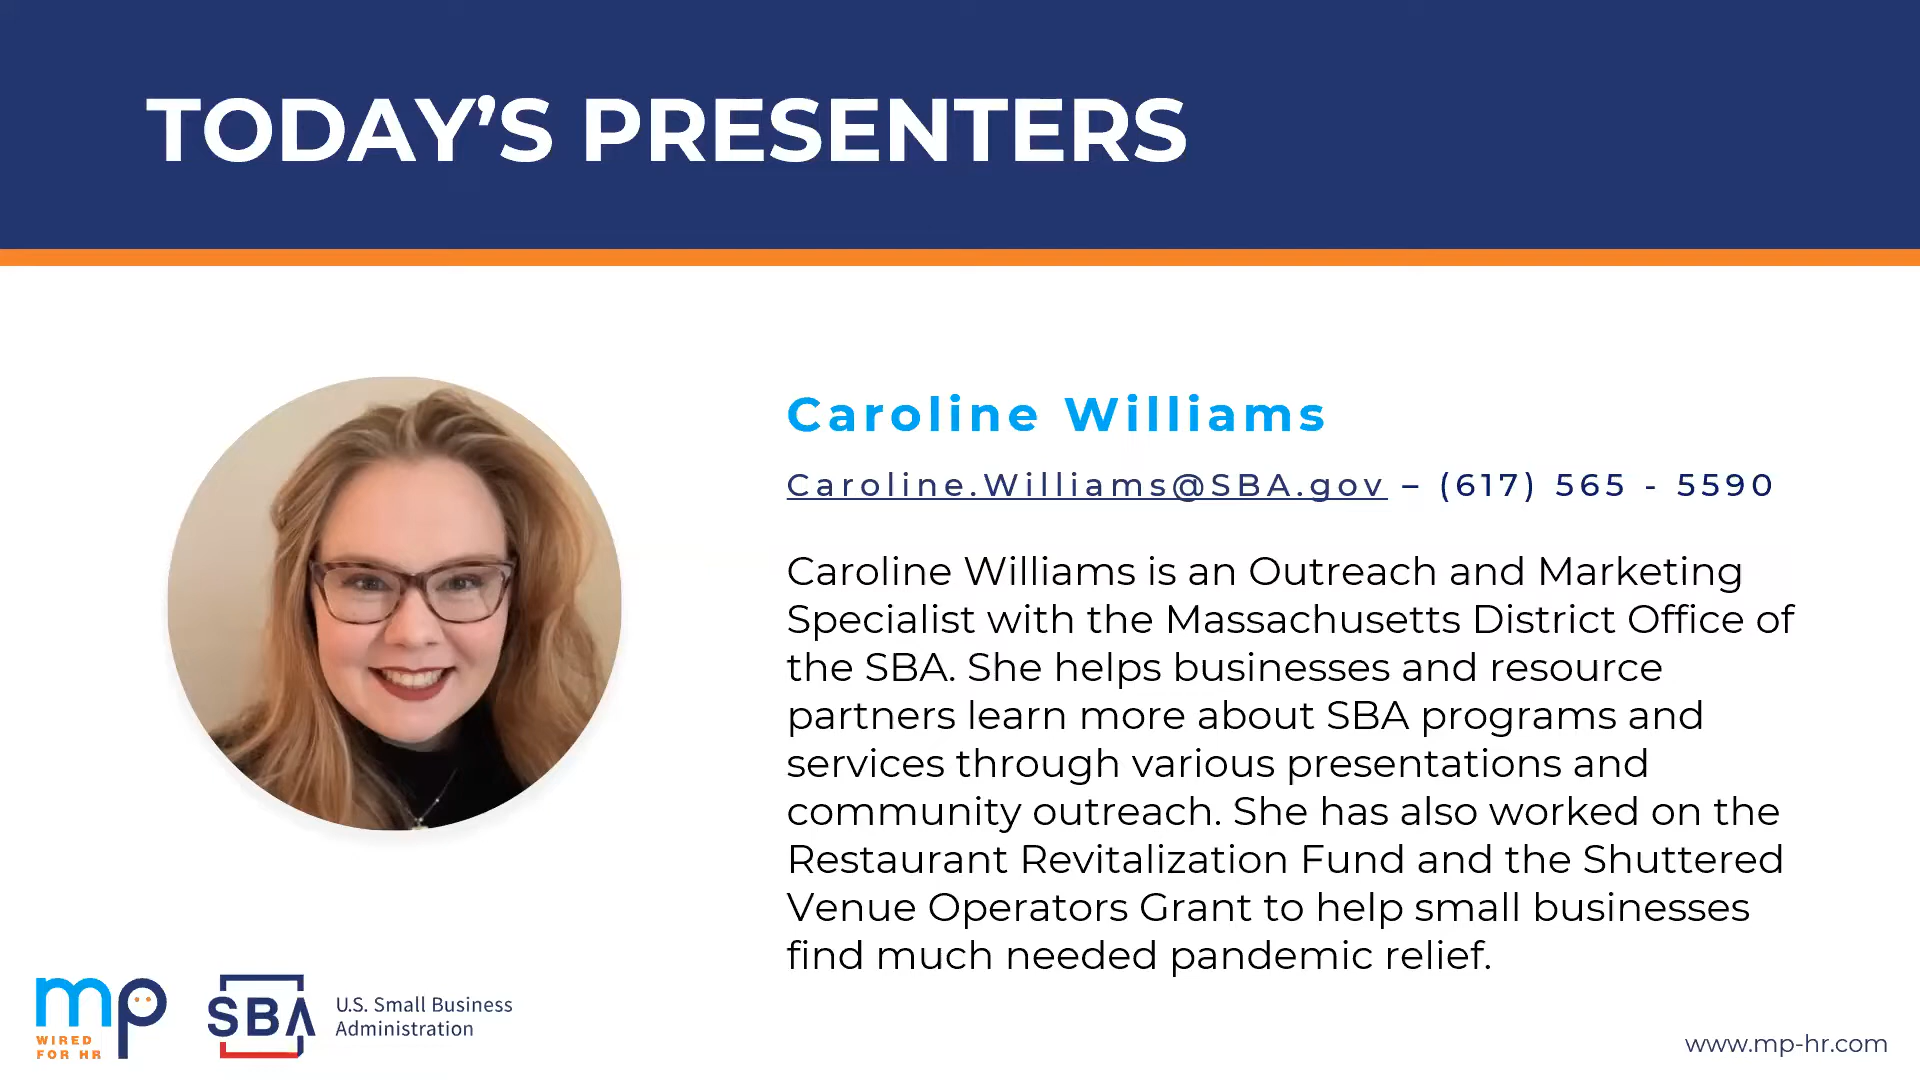 TODAY’S PRESENTERS
Caroline Williams
Caroline.Williams@SBA.gov – (617) 565 - 5590
Caroline Williams is an Outreach and Marketing
Specialist with the Massachusetts District Office of
the SBA. She helps businesses and resource
partners learn more about SBA programs and
services through various presentations and
community outreach. She has also worked on the
Restaurant Revitalization Fund and the Shuttered
Venue Operators Grant to help small businesses
find much needed pandemic relief.
mp
WIRED
FOR HR
SBA
U.S. Small Business
Administration
www.mp-hr.com